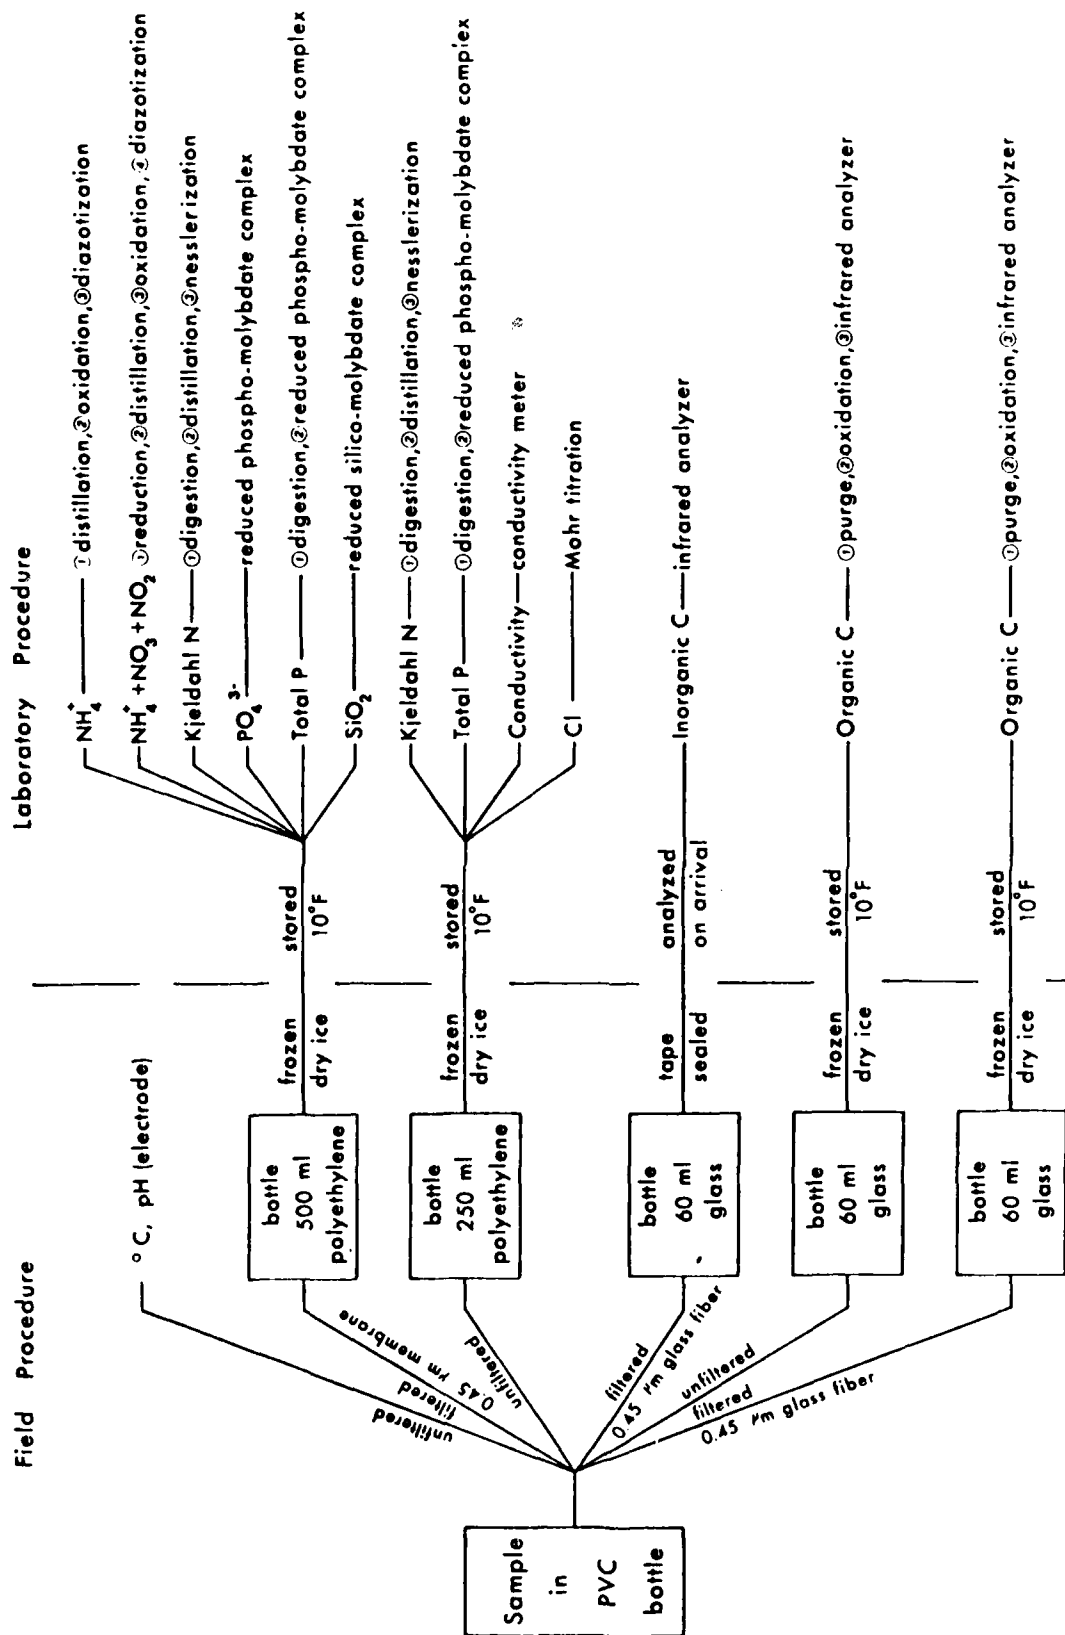 Field Procedure
Laboratory Procedure
Sample
in
PVC
bottle
unfiltered
°C, pH (electrode)
filtered
0.45 µm membrane
bottle
500 ml
polyethylene
frozen
dry ice
stored
10°F
NH₄⁺ — ①distillation,②oxidation,③diazotization
NH₄⁺+NO₃+NO₂ ①reduction,②distillation,③oxidation,④diazotization
Kjeldahl N — ①digestion,②distillation,③nesslerization
PO₄³⁻ — reduced phospho-molybdate complex
Total P — ①digestion,②reduced phospho-molybdate complex
SiO₂ — reduced silico-molybdate complex
unfiltered
bottle
250 ml
polyethylene
frozen
dry ice
stored
10°F
Kjeldahl N — ①digestion,②distillation,③nesslerization
Total P — ①digestion,②reduced phospho-molybdate complex
Conductivity — conductivity meter
Cl — Mohr titration
filtered
0.45 µm glass fiber
bottle
60 ml
glass
tape
sealed
analyzed
on arrival
Inorganic C — infrared analyzer
unfiltered
bottle
60 ml
glass
frozen
dry ice
stored
10°F
Organic C — ①purge,②oxidation,③infrared analyzer
filtered
0.45 µm glass fiber
bottle
60 ml
glass
frozen
dry ice
stored
10°F
Organic C — ①purge,②oxidation,③infrared analyzer